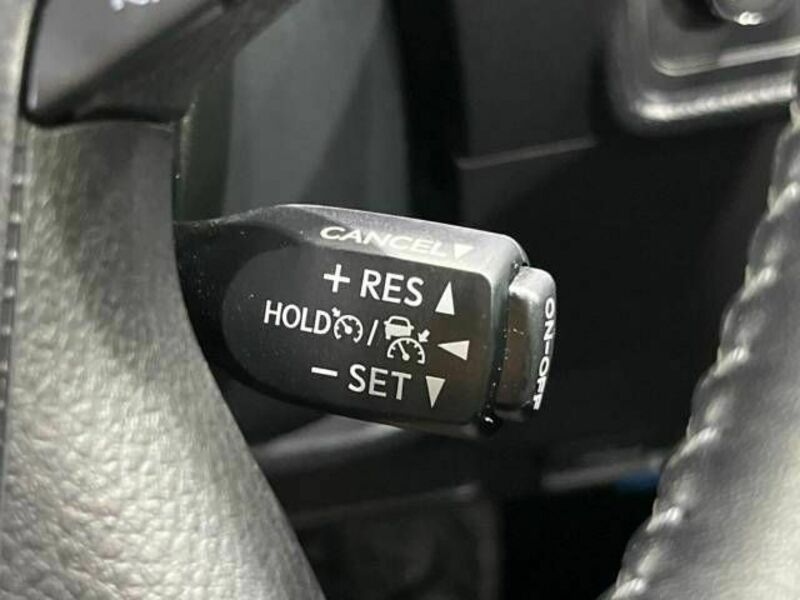 CANCEL▼
+ RES ▲
HOLD / ◀
− SET ▼
ON-OFF